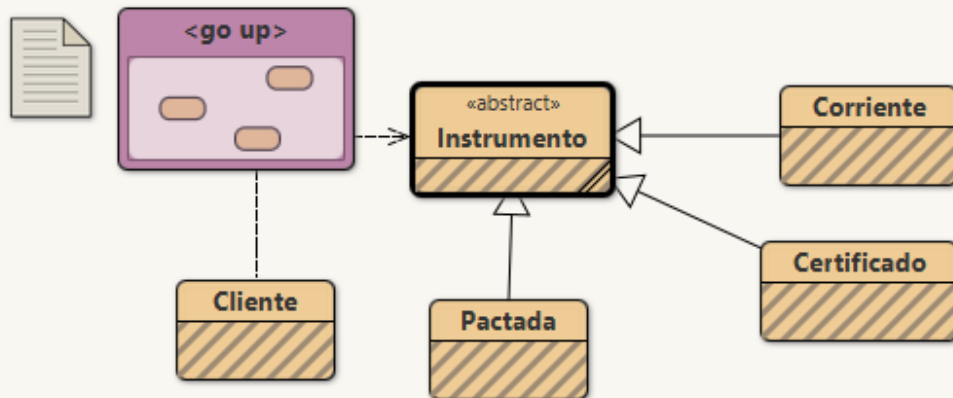 <go up>
«abstract»
Instrumento
Corriente
Certificado
Cliente
Pactada